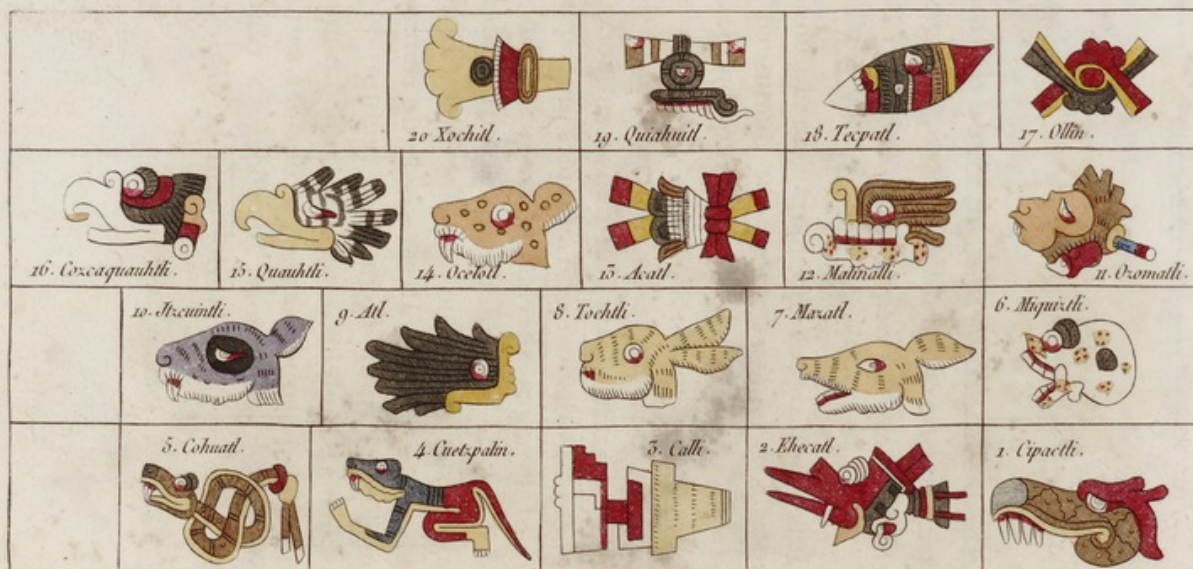 20 Xochitl.
19. Quiahuitl.
18. Tecpatl.
17. Ollin.
16. Cozcaquauhtli.
15. Quauhtli.
14. Ocelotl.
13. Acatl.
12. Malinalli.
11. Ozomatli.
10. Itzcuintli.
9. Atl.
8. Tochtli.
7. Mazatl.
6. Miquiztli.
5. Cohuatl.
4. Cuetzpalin.
3. Calli.
2. Ehecatl.
1. Cipactli.